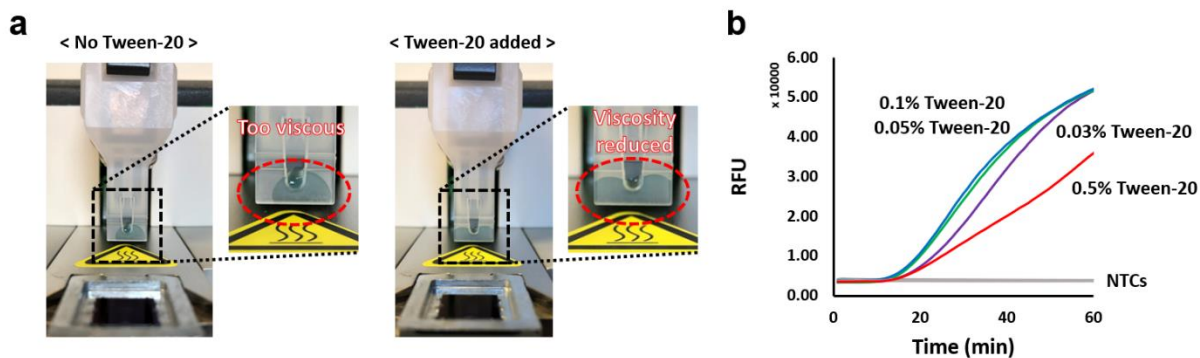 a
< No Tween-20 >
< Tween-20 added >
Too viscous
Viscosity
reduced
b
x 10000
6.00
5.00
4.00
3.00
2.00
1.00
0.00
RFU
0.1% Tween-20
0.05% Tween-20
0.03% Tween-20
0.5% Tween-20
NTCs
0
20
40
60
Time (min)